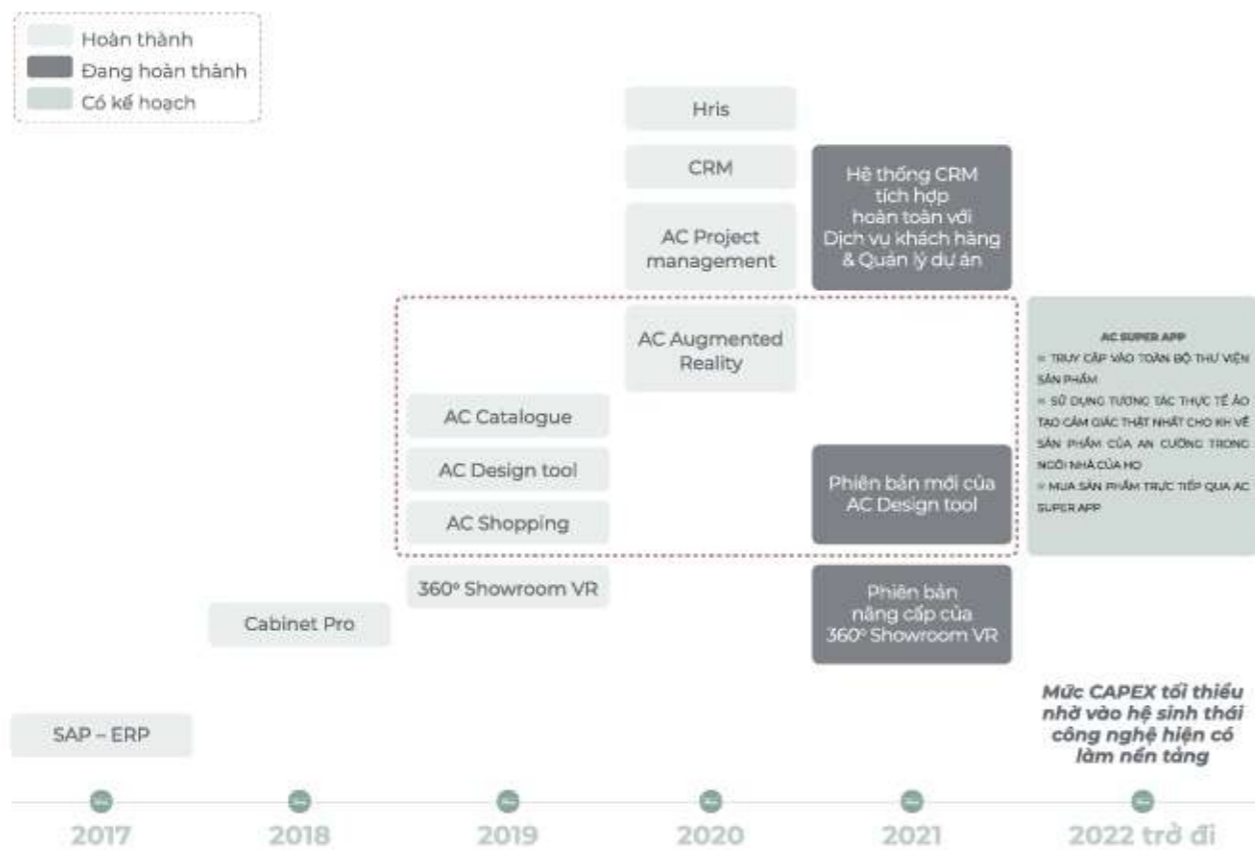 Hoàn thành
Đang hoàn thành
Có kế hoạch
Hris
CRM
AC Project
management
Hệ thống CRM
tích hợp
hoàn toàn với
Dịch vụ khách hàng
& Quản lý dự án
AC Augmented
Reality
AC Catalogue
AC Design tool
AC Shopping
Phiên bản mới của
AC Design tool
AC SUPER APP
TRUY CẬP VÀO TOÀN BỘ THƯ VIỆN
SẢN PHẨM
SỬ DỤNG TƯƠNG TÁC THỰC TẾ ẢO
TẠO CẢM GIÁC THẬT NHẤT CHO KH VỀ
SẢN PHẨM CỦA AN CƯỜNG TRONG
NGÔI NHÀ CỦA HỌ
MUA SẢN PHẨM TRỰC TIẾP QUA AC
SUPER APP
360° Showroom VR
Phiên bản
nâng cấp của
360° Showroom VR
Cabinet Pro
SAP – ERP
Mức CAPEX tối thiểu
nhờ vào hệ sinh thái
công nghệ hiện có
làm nền tảng
2017
2018
2019
2020
2021
2022 trở đi